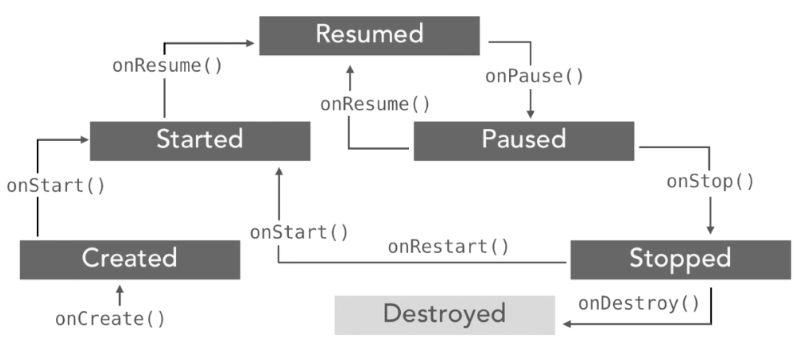 Resumed
onResume()
onPause()
onResume()
Started
Paused
onStart()
onStop()
onStart()
onRestart()
Created
Stopped
onDestroy()
Destroyed
onCreate()